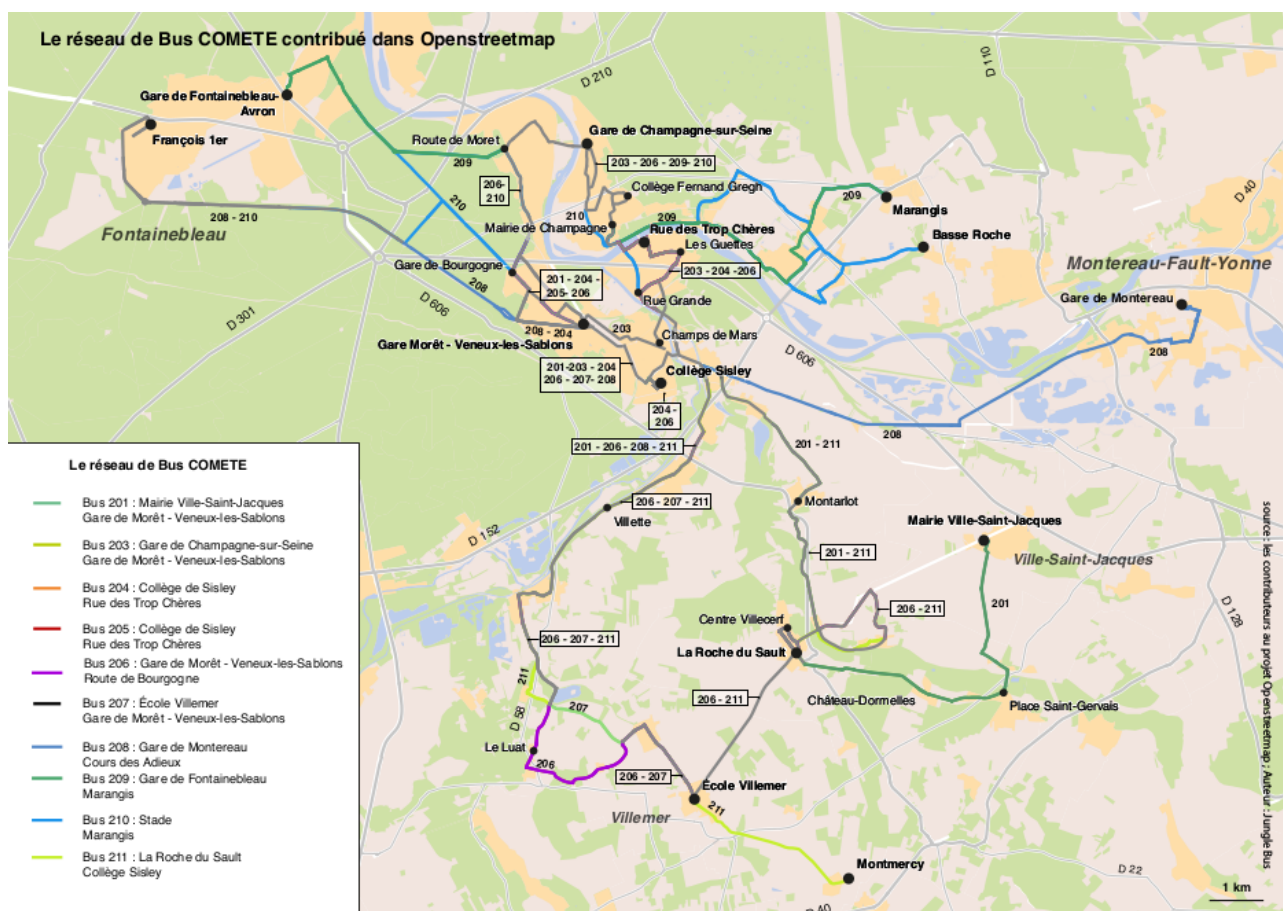 Le réseau de Bus COMETE contribué dans Openstreetmap
D 210
D 110
Gare de Fontainebleau-
Avron
François 1er
Route de Moret
Gare de Champagne-sur-Seine
203 - 206 - 209- 210
209
206-
210
Collège Fernand Gregh
D 40
210
210
209
209
Marangis
Mairie de Champagne
Rue des Trop Chères
Basse Roche
208 - 210
Fontainebleau
Les Guettes
Montereau-Fault-Yonne
Gare de Bourgogne
201 - 204 -
205- 206
203 - 204 -206
208
Rue Grande
Gare de Montereau
D 301
D 606
208 - 204
203
Champs de Mars
Gare Morêt - Veneux-les-Sablons
D 606
208
201-203 - 204
206 - 207- 208
Collège Sisley
204 -
206
208
201 - 206 - 208 - 211
201 - 211
206 - 207 - 211
Montarlot
Villette
D 152
Mairie Ville-Saint-Jacques
201 - 211
Ville-Saint-Jacques
206 - 211
201
D 128
Centre Villecerf
206 - 207 - 211
La Roche du Sault
211
206 - 211
Château-Dormelles
Place Saint-Gervais
207
D 58
Le Luat
206
206 - 207
École Villemer
211
Villemer
Montmercy
D 22
D 40
1 km
source : les contributeurs au projet Openstreetmap ; Auteur : Jungle Bus
Le réseau de Bus COMETE
Bus 201 : Mairie Ville-Saint-Jacques
Gare de Morêt - Veneux-les-Sablons
Bus 203 : Gare de Champagne-sur-Seine
Gare de Morêt - Veneux-les-Sablons
Bus 204 : Collège de Sisley
Rue des Trop Chères
Bus 205 : Collège de Sisley
Rue des Trop Chères
Bus 206 : Gare de Morêt - Veneux-les-Sablons
Route de Bourgogne
Bus 207 : École Villemer
Gare de Morêt - Veneux-les-Sablons
Bus 208 : Gare de Montereau
Cours des Adieux
Bus 209 : Gare de Fontainebleau
Marangis
Bus 210 : Stade
Marangis
Bus 211 : La Roche du Sault
Collège Sisley